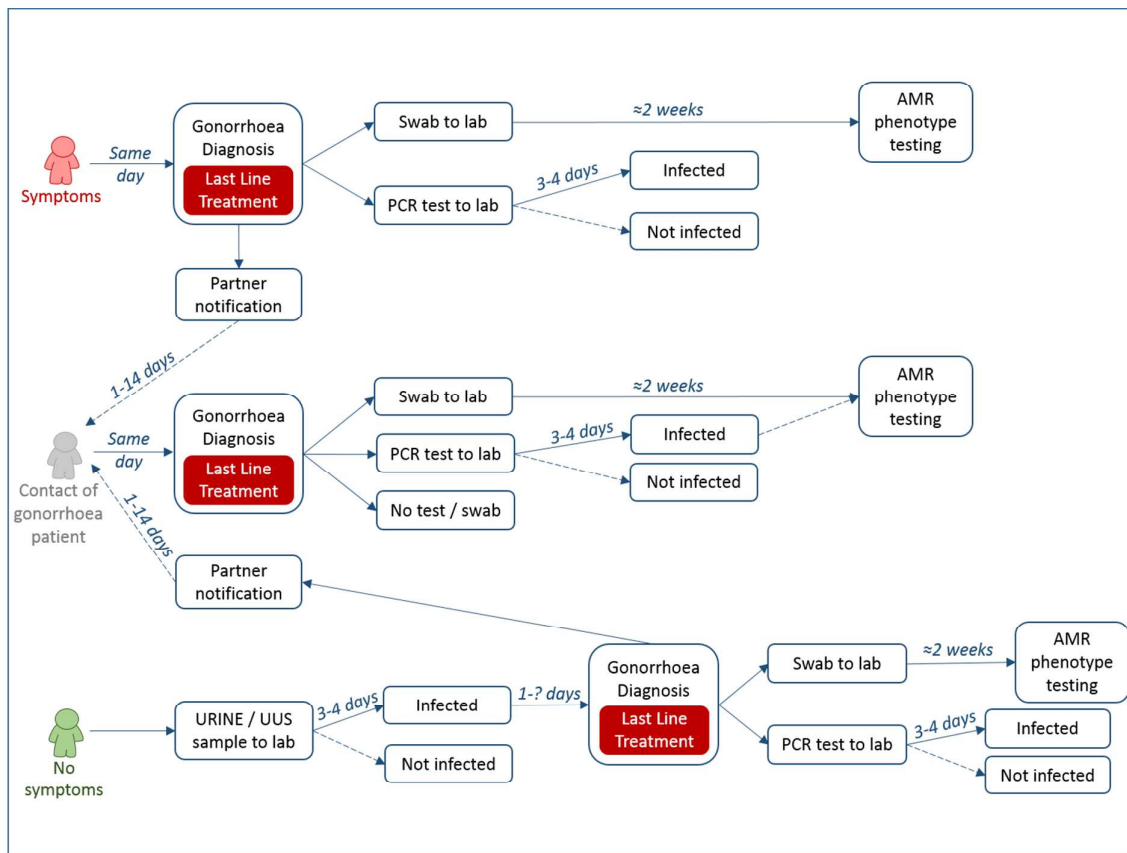 Symptoms
Same
day
Gonorrhoea
Diagnosis
Last Line
Treatment
Swab to lab
≈2 weeks
AMR
phenotype
testing
PCR test to lab
3-4 days
Infected
Not infected
Partner
notification
1-14 days
Contact of
gonorrhoea
patient
Same
day
Gonorrhoea
Diagnosis
Last Line
Treatment
Swab to lab
≈2 weeks
AMR
phenotype
testing
PCR test to lab
3-4 days
Infected
Not infected
No test / swab
1-14 days
Partner
notification
No
symptoms
URINE / UUS
sample to lab
3-4 days
Infected
Not infected
1-? days
Gonorrhoea
Diagnosis
Last Line
Treatment
Swab to lab
≈2 weeks
AMR
phenotype
testing
PCR test to lab
3-4 days
Infected
Not infected